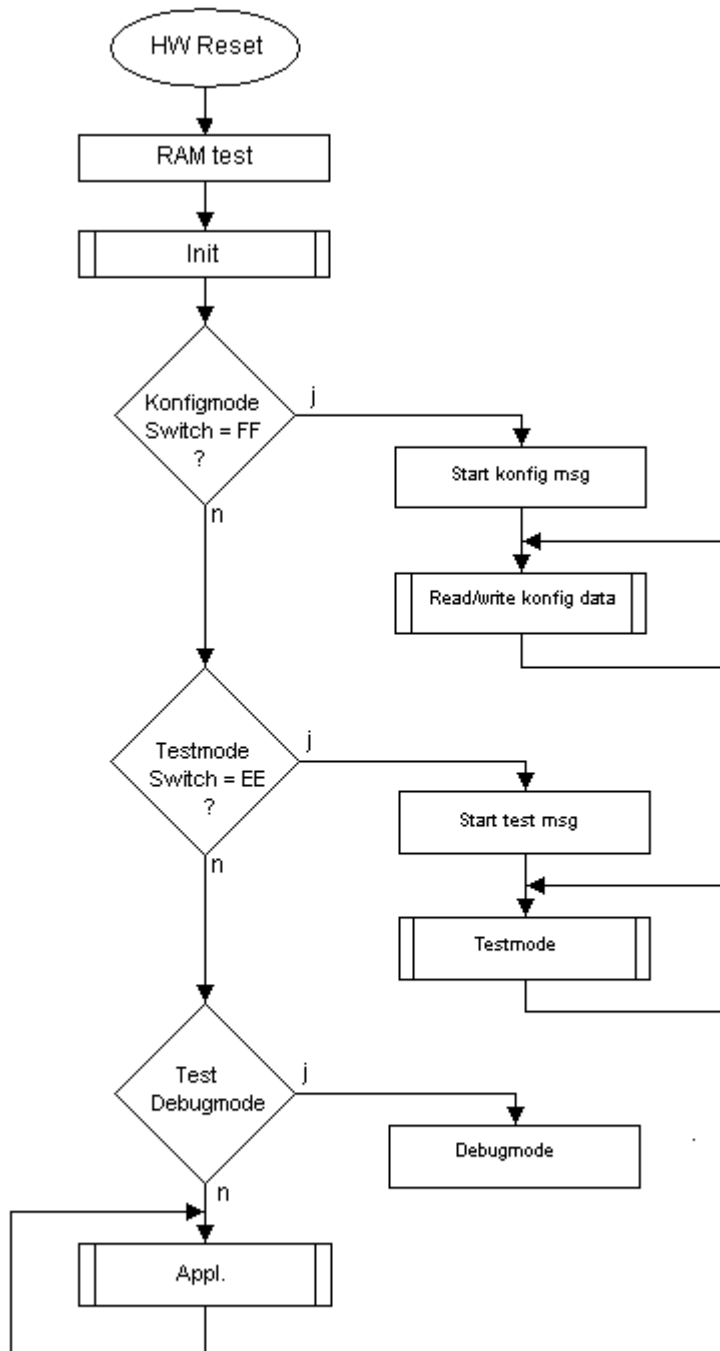 HW Reset
RAM test
Init
Konfigmode
Switch = FF
?
j
n
Start konfig msg
Read/write konfig data
Testmode
Switch = EE
?
j
n
Start test msg
Testmode
Test
Debugmode
j
n
Debugmode
Appl.